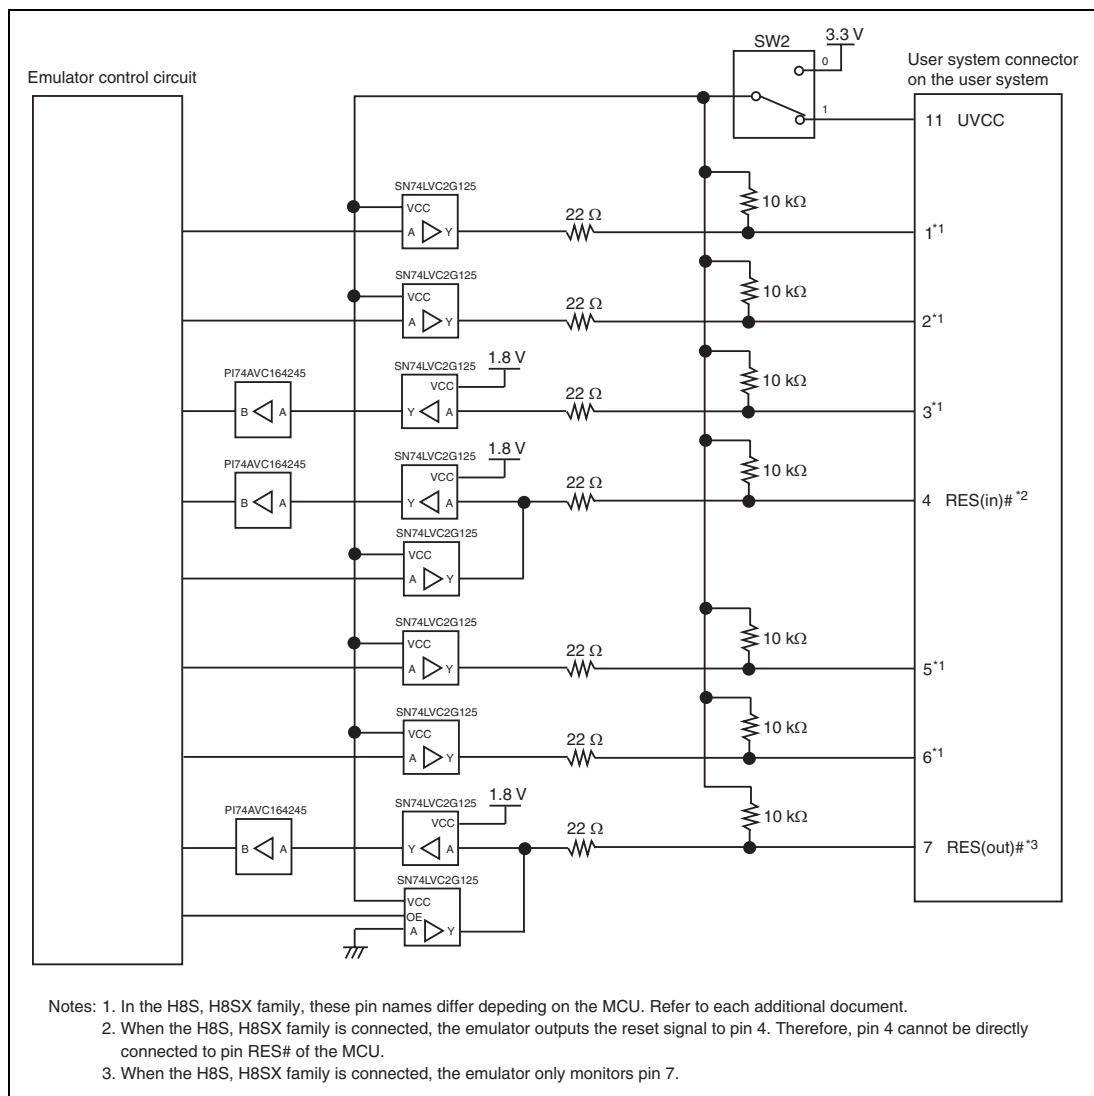 SW2
3.3 V
0
1
Emulator control circuit
User system connector
on the user system
11 UVCC
SN74LVC2G125
VCC
A Y
22 Ω
10 kΩ
1*1
SN74LVC2G125
VCC
A Y
22 Ω
10 kΩ
2*1
PI74AVC164245
B A
SN74LVC2G125
1.8 V
VCC
Y A
22 Ω
10 kΩ
3*1
PI74AVC164245
B A
SN74LVC2G125
1.8 V
VCC
Y A
22 Ω
10 kΩ
4 RES(in)#*2
SN74LVC2G125
VCC
A Y
SN74LVC2G125
VCC
A Y
22 Ω
10 kΩ
5*1
SN74LVC2G125
VCC
A Y
22 Ω
10 kΩ
6*1
PI74AVC164245
B A
SN74LVC2G125
1.8 V
VCC
Y A
22 Ω
10 kΩ
7 RES(out)#*3
SN74LVC2G125
VCC
OE
A Y
Notes: 1. In the H8S, H8SX family, these pin names differ depeding on the MCU. Refer to each additional document.
2. When the H8S, H8SX family is connected, the emulator outputs the reset signal to pin 4. Therefore, pin 4 cannot be directly
connected to pin RES# of the MCU.
3. When the H8S, H8SX family is connected, the emulator only monitors pin 7.